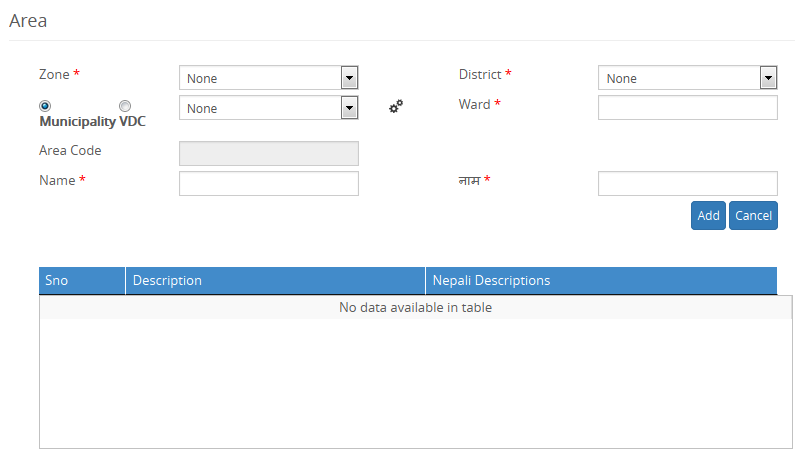 Area
Zone * None District * None
Municipality VDC None Ward *
Area Code
Name * नाम *
Add Cancel
Sno Description Nepali Descriptions
No data available in table